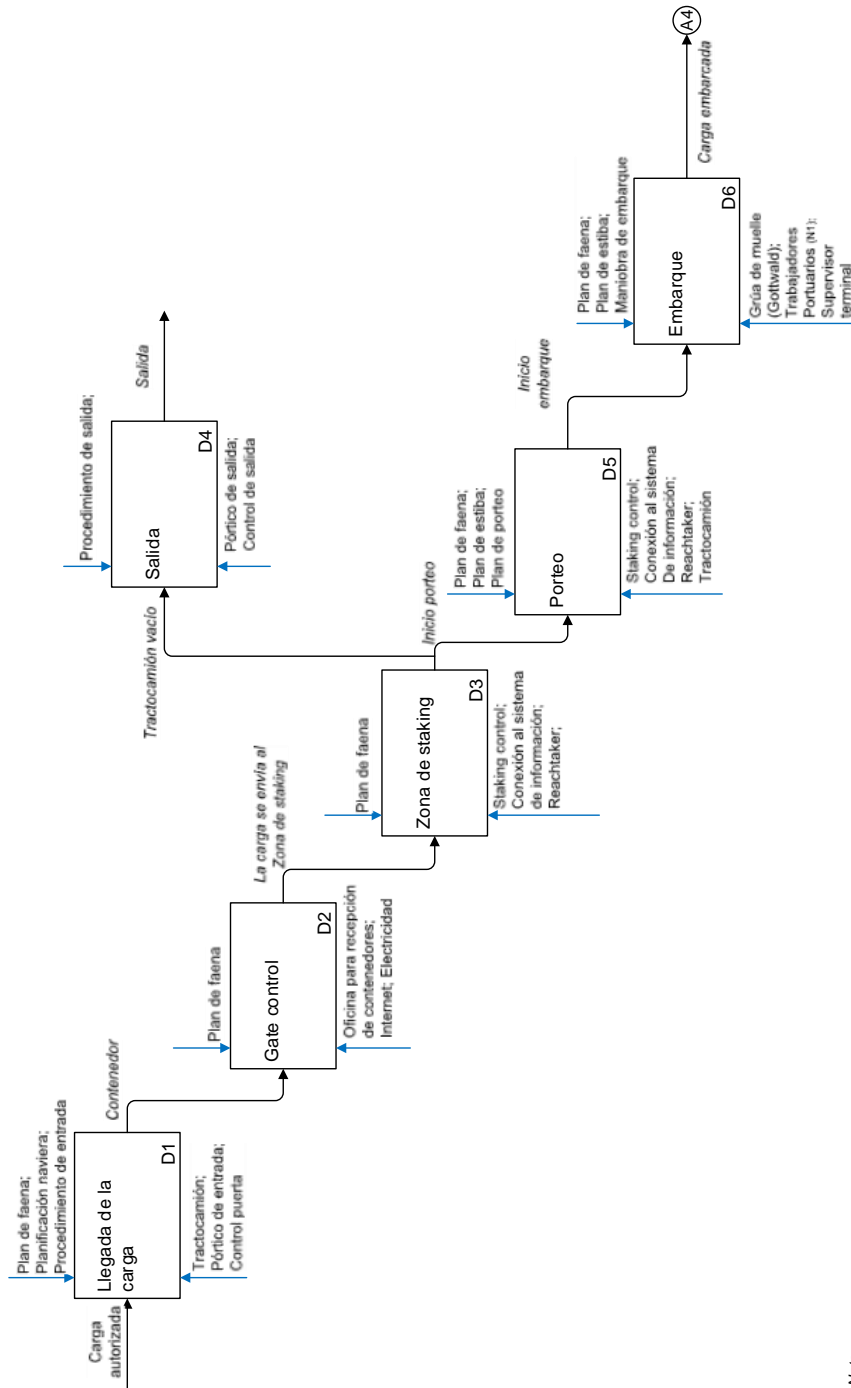 Carga
autorizada
Plan de faena;
Planificación naviera;
Procedimiento de entrada
Llegada de la
carga
D1
Tractocamión;
Pórtico de entrada;
Control puerta
Contenedor
Plan de faena
Gate control
D2
Oficina para recepción
de contenedores;
Internet; Electricidad
La carga se envia al
Zona de staking
Plan de faena
Zona de staking
D3
Staking control;
Conexión al sistema
de información;
Reachtaker;
Tractocamión vacio
Procedimiento de salida;
Salida
D4
Pórtico de salida;
Control de salida
Salida
Inicio porteo
Plan de faena;
Plan de estiba;
Plan de porteo
Porteo
D5
Staking control;
Conexión al sistema
De información;
Reachtaker;
Tractocamión
Inicio
embarque
Plan de faena;
Plan de estiba;
Maniobra de embarque
Embarque
D6
Grúa de muelle
(Gottwald);
Trabajadores
Portuarios (N1);
Supervisor
terminal
Carga embarcada
A4